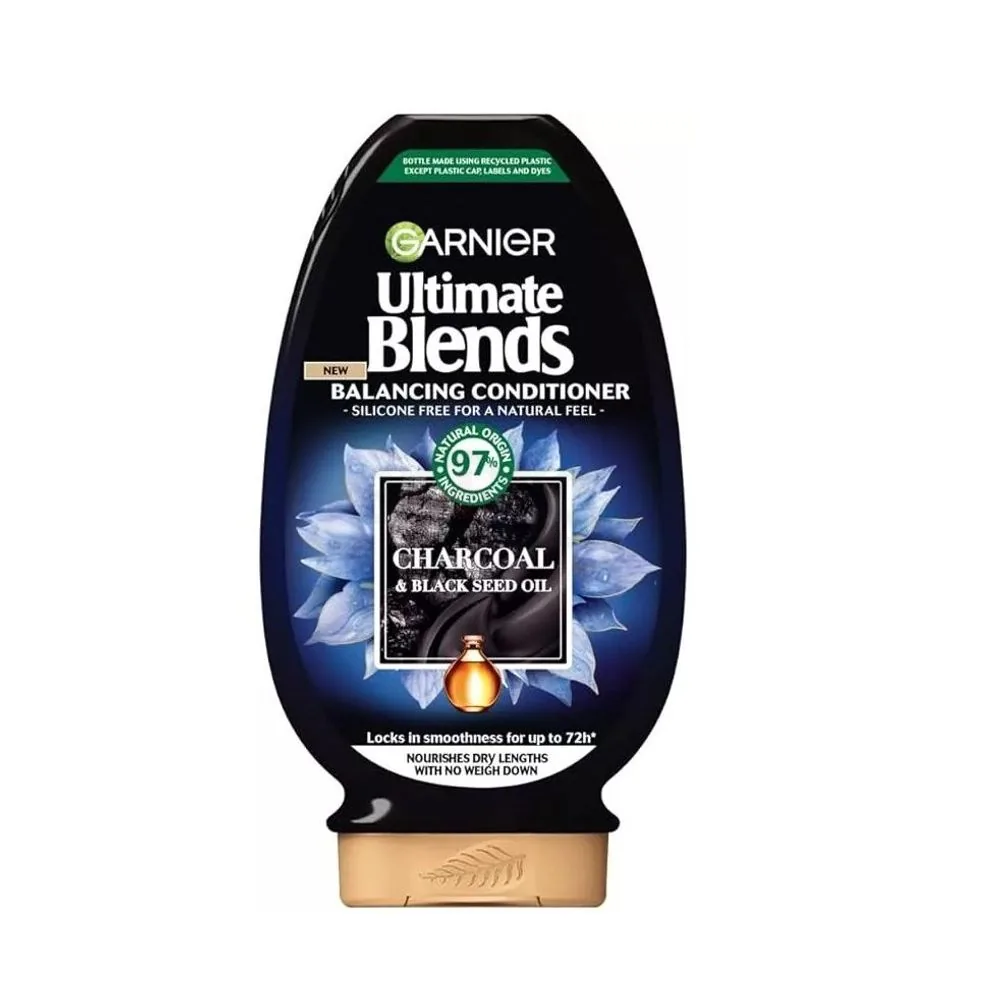 BOTTLE MADE USING RECYCLED PLASTIC
EXCEPT PLASTIC CAP, LABELS AND DYES
GARNIER
Ultimate
Blends
NEW
BALANCING CONDITIONER
- SILICONE FREE FOR A NATURAL FEEL -
NATURAL ORIGIN
97%
INGREDIENTS
CHARCOAL
& BLACK SEED OIL
Locks in smoothness for up to 72h*
NOURISHES DRY LENGTHS
WITH NO WEIGH DOWN